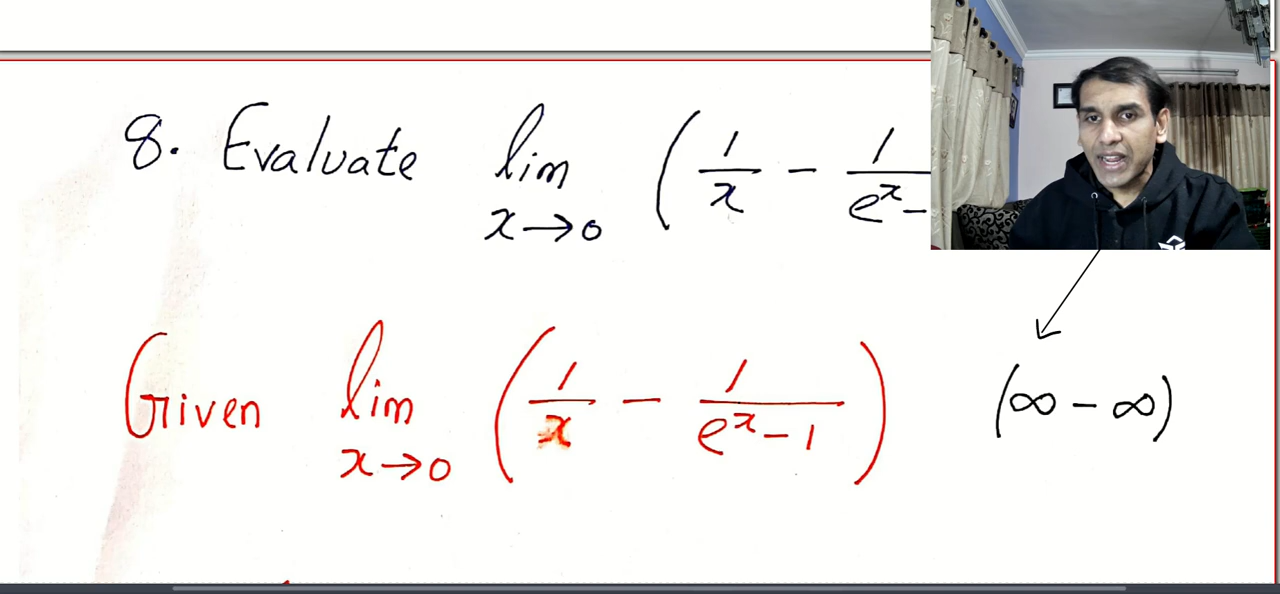 8. Evaluate lim x→0 (1/x − 1/e^x −
Given lim x→0 (1/x − 1/(e^x − 1)) (∞ − ∞)